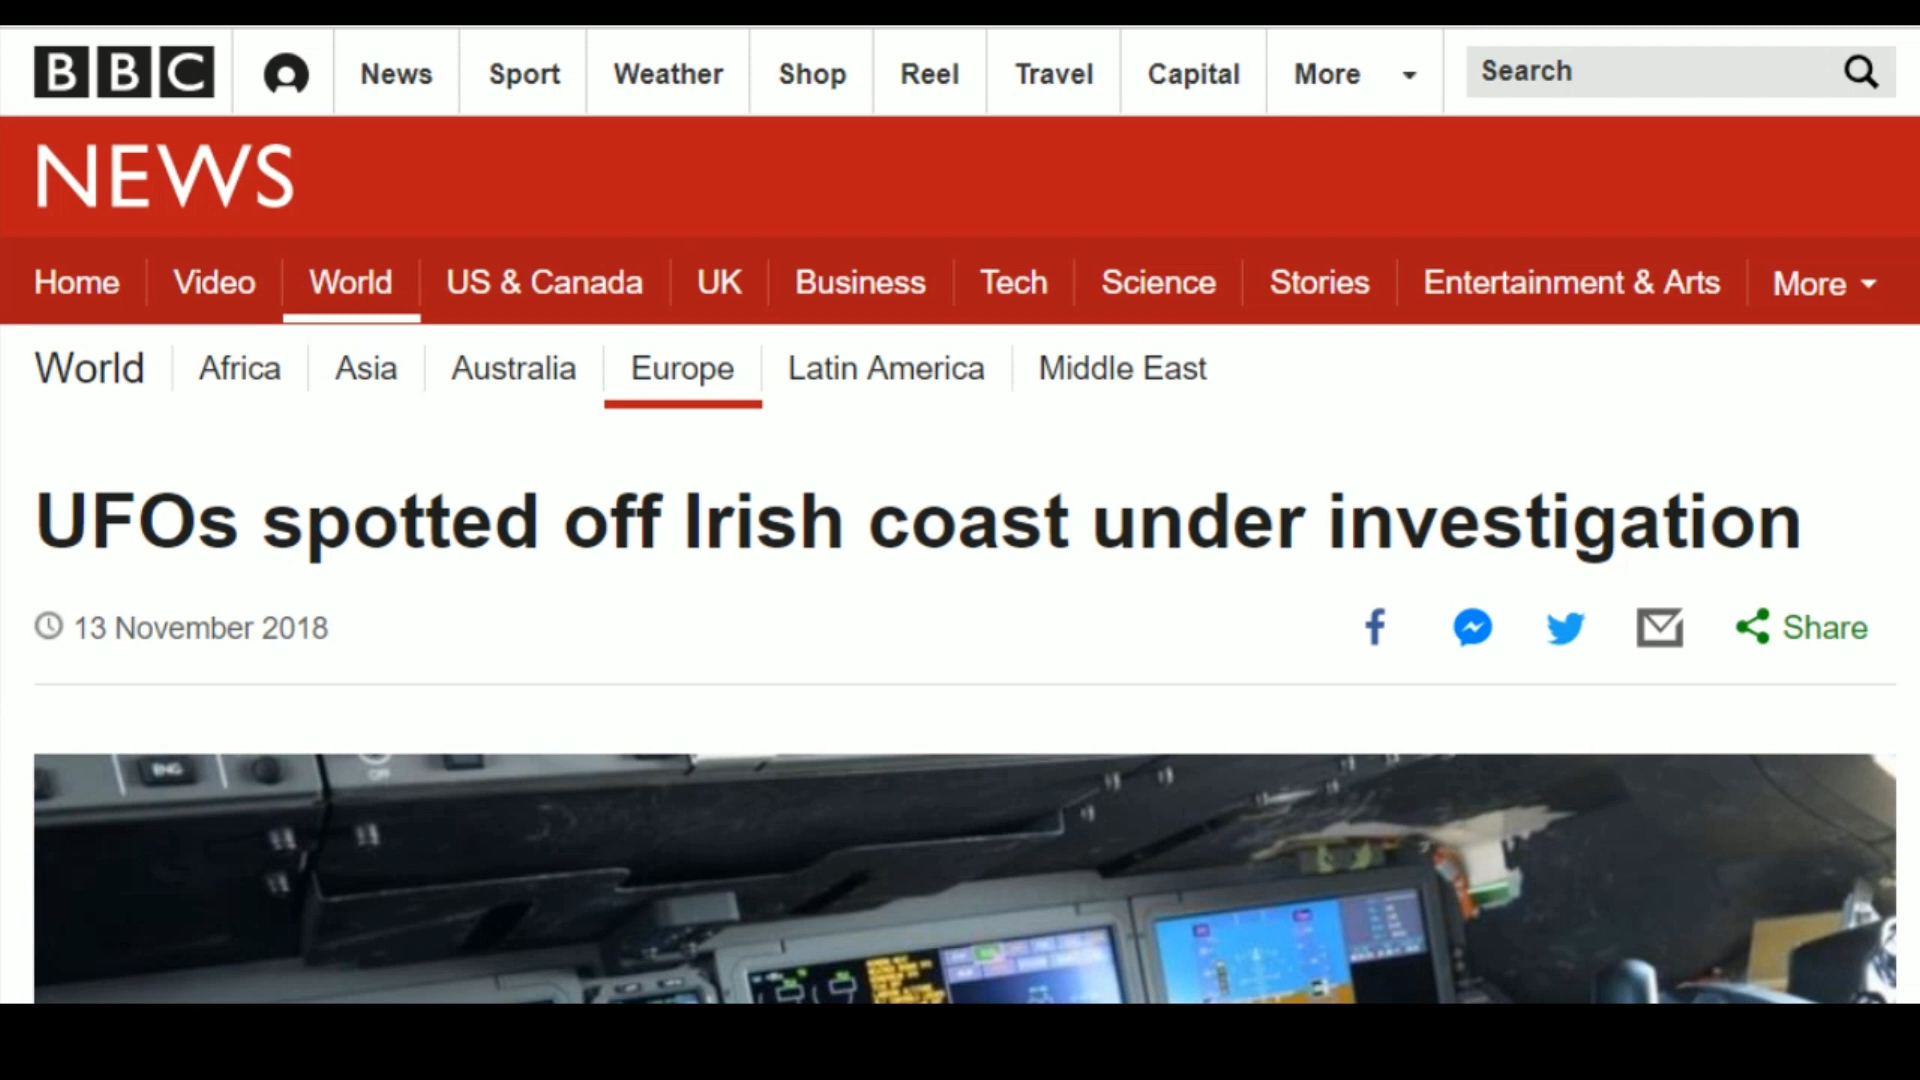 BBC News Sport Weather Shop Reel Travel Capital More Search
NEWS
Home Video World US & Canada UK Business Tech Science Stories Entertainment & Arts More
World Africa Asia Australia Europe Latin America Middle East
UFOs spotted off Irish coast under investigation
13 November 2018 Share
ENG
OFF